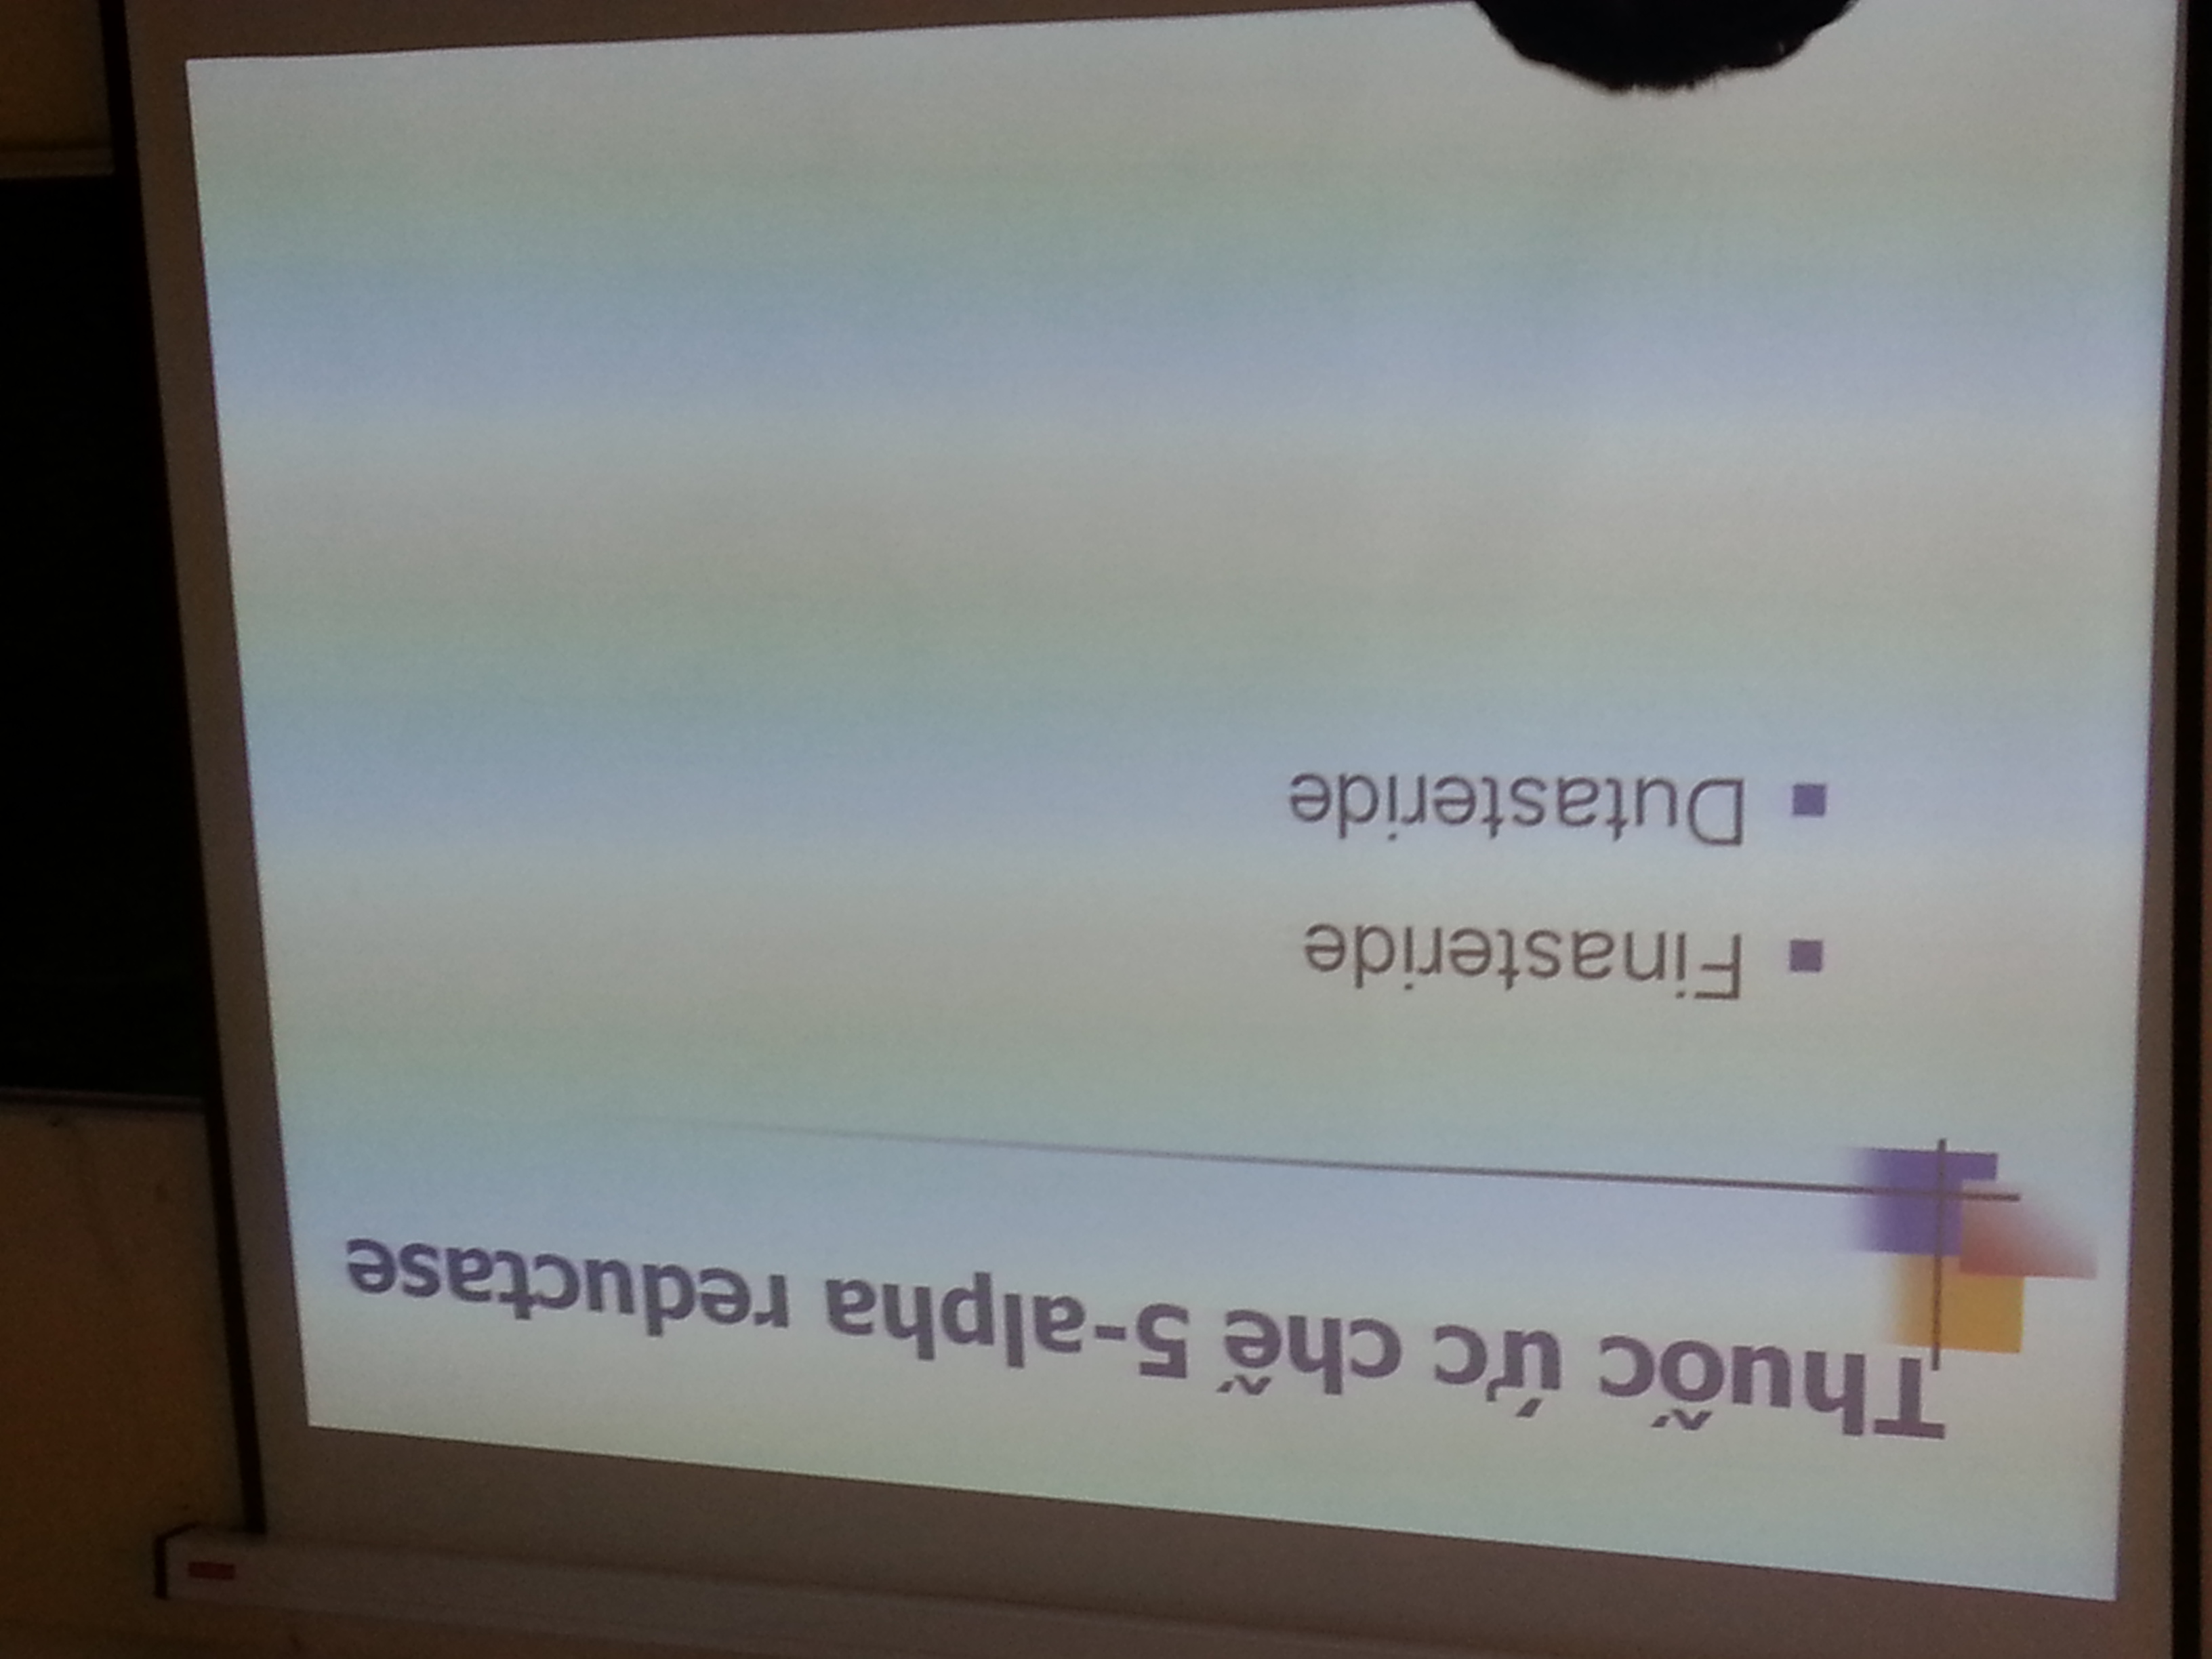 Thuốc ức chế 5-alpha reductase
Finasteride
Dutasteride